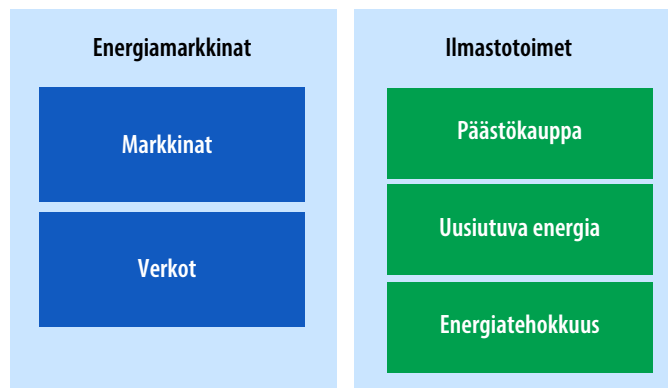 Energiamarkkinat
Markkinat
Verkot
Ilmastotoimet
Päästökauppa
Uusiutuva energia
Energiatehokkuus